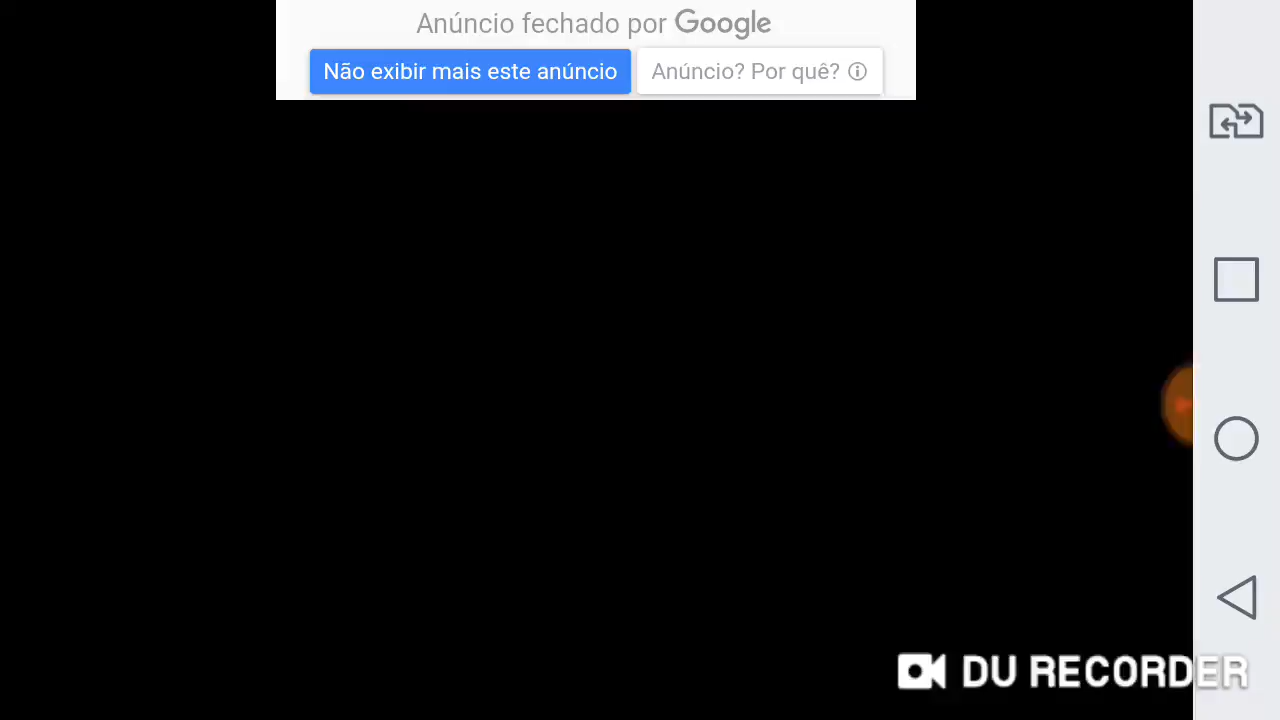 Anúncio fechado por Google
Não exibir mais este anúncio
Anúncio? Por quê?
DU RECORDER